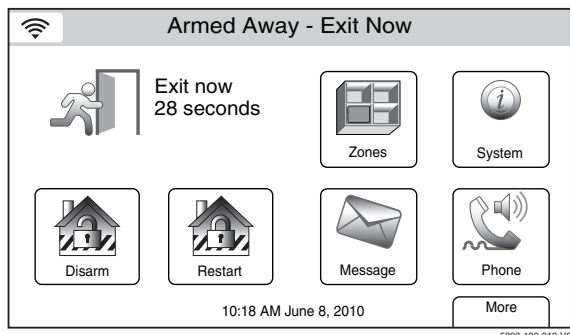 Armed Away - Exit Now
Exit now
28 seconds
Zones
System
Disarm
Restart
Message
Phone
10:18 AM June 8, 2010
More